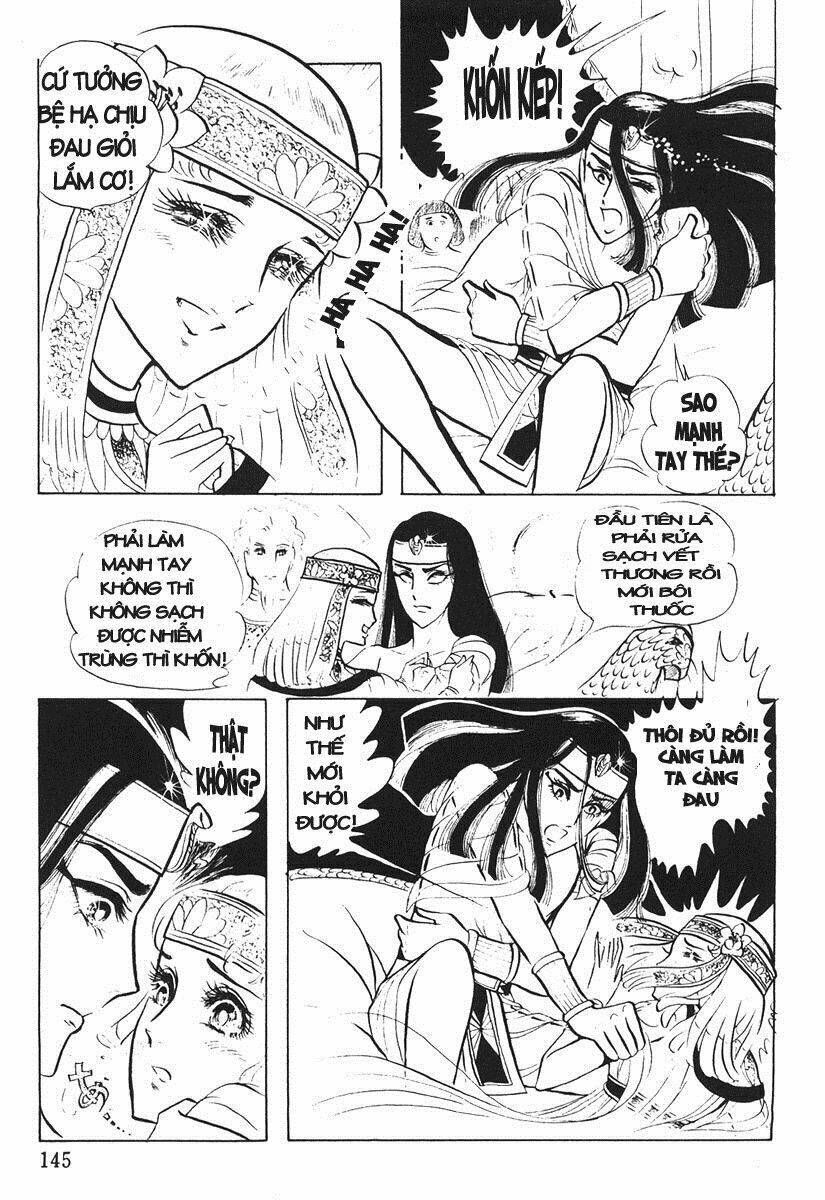 CỨ TƯỞNG
BỆ HẠ CHỊU
ĐAU GIỎI
LẮM CƠ!
HA HA HA HA!
KHỐN KIẾP!
SAO
MẠNH
TAY THẾ?
PHẢI LÀM
MẠNH TAY
KHÔNG THÌ
KHÔNG SẠCH
ĐƯỢC NHIỄM
TRÙNG THÌ KHỐN!
ĐẦU TIÊN LÀ
PHẢI RỬA
SẠCH VẾT
THƯƠNG RỒI
MỚI BÔI
THUỐC
THẬT
KHÔNG?
NHƯ
THẾ
MỚI
KHỎI
ĐƯỢC!
THÔI ĐỦ RỒI!!
CÀNG LÀM
TA CÀNG
ĐAU
145